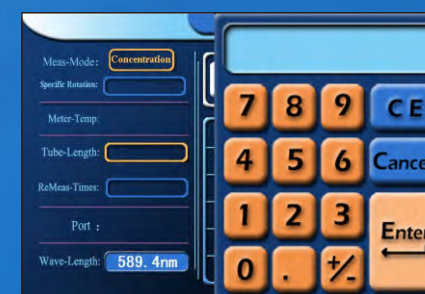 Meas-Mode: Concentration
Specific Rotation:
Meter-Temp:
Tube-Length:
ReMeas-Times:
Port :
Wave-Length: 589.4nm
7 8 9 CE
4 5 6 Cance
1 2 3
Enter
0 . +/-